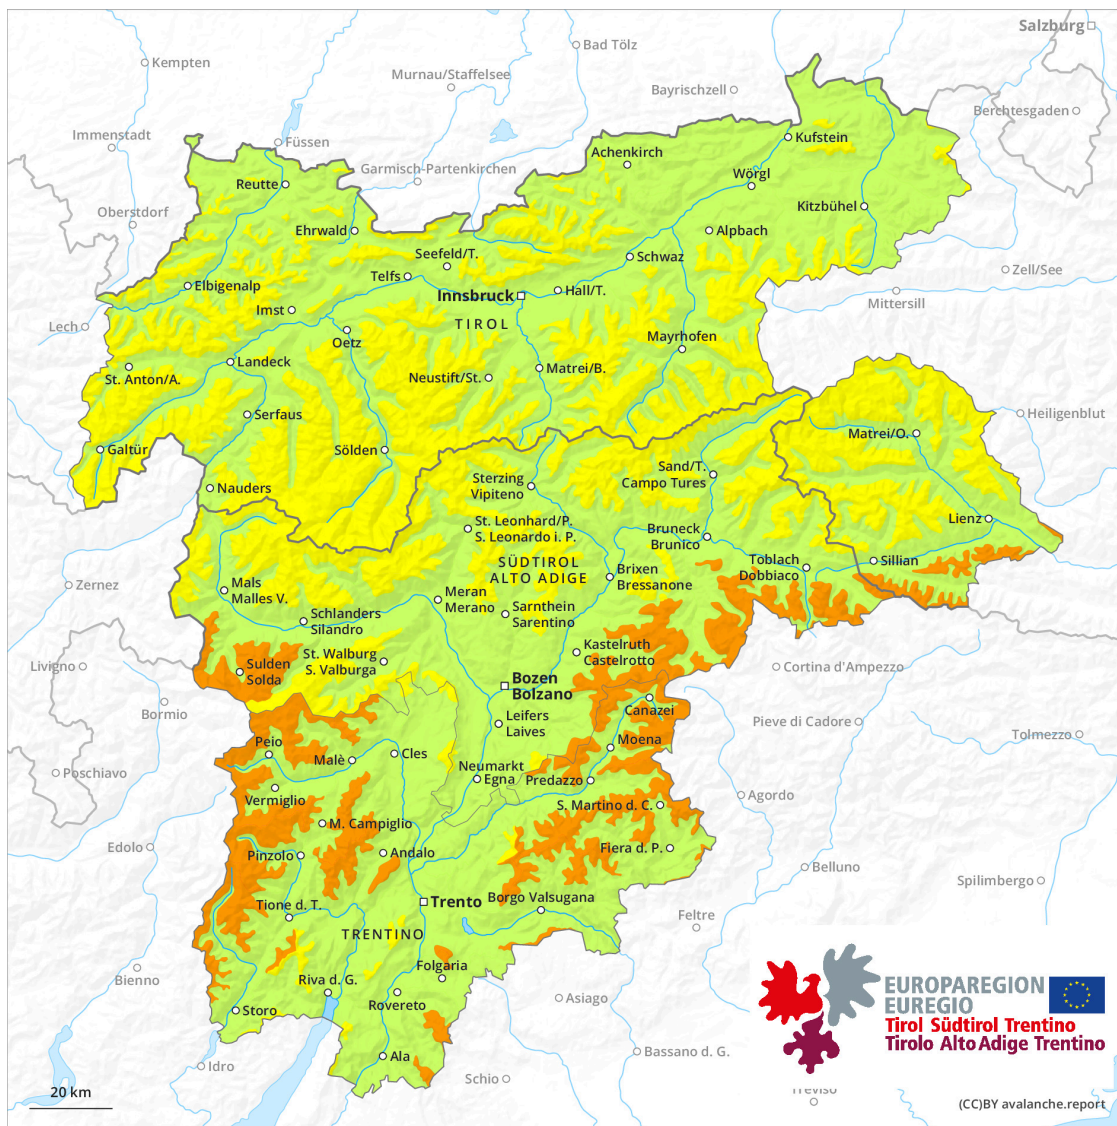 Salzburg
Bad Tölz
Kempten
Murnau/Staffelsee
Bayrischzell
Berchtesgaden
Immenstadt
Füssen
Kufstein
Achenkirch
Garmisch-Partenkirchen
Wörgl
Reutte
Oberstdorf
Kitzbühel
Ehrwald
Alpbach
Seefeld/T.
Schwaz
Telfs
Zell/See
Elbigenalp
Hall/T.
Innsbruck
Mittersill
Imst
Lech
TIROL
Oetz
Mayrhofen
Landeck
Matrei/B.
St. Anton/A.
Neustift/St.
Serfaus
Heiligenblut
Matrei/O.
Galtür
Sölden
Sand/T.
Campo Tures
Sterzing
Vipiteno
Nauders
Lienz
St. Leonhard/P.
S. Leonardo i. P.
Bruneck
Brunico
SÜDTIROL
ALTO ADIGE
Toblach
Dobbiaco
Sillian
Zernez
Mals
Malles V.
Brixen
Bressanone
Meran
Merano
Sarnthein
Sarentino
Schlanders
Silandro
Kastelruth
Castelrotto
St. Walburg
S. Valburga
Livigno
Sulden
Solda
Cortina d'Ampezzo
Bozen
Bolzano
Bormio
Canazei
Leifers
Laives
Pieve di Cadore
Tolmezzo
Peio
Moena
Malè
Cles
Poschiavo
Neumarkt
Egna
Predazzo
Vermiglio
Agordo
S. Martino d. C.
M. Campiglio
Edolo
Pinzolo
Andalo
Fiera d. P.
Belluno
Spilimbergo
Tione d. T.
Trento
Borgo Valsugana
Feltre
TRENTINO
Folgaria
Bienno
Riva d. G.
Rovereto
Asiago
Storo
EUROPAREGION
EUREGIO
Tirol Südtirol Trentino
Tirolo Alto Adige Trentino
Ala
Bassano d. G.
Idro
Schio
20 km
Treviso
(CC)BY avalanche.report